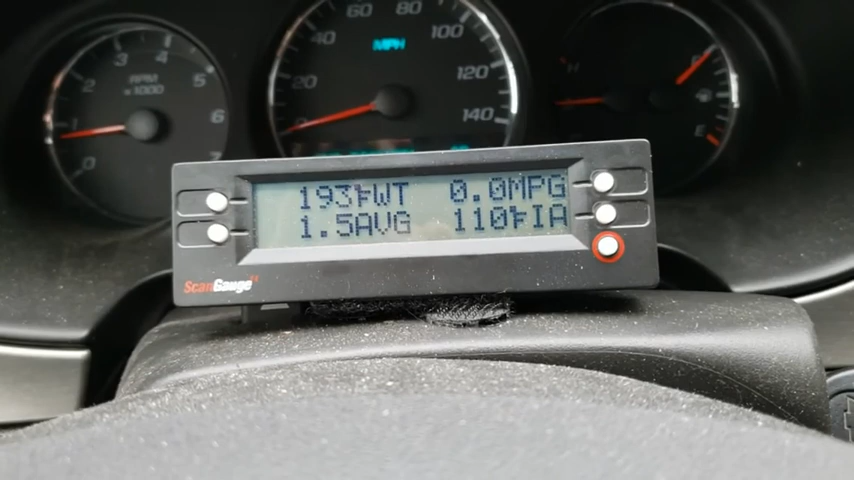 60 80
40 MPH 100
20 120
0 140
3 4
2 5
1 RPM x1000 6
0 7
H F
E
193°FWT 0.0MPG
1.5AVG 110°FIA
ScanGauge